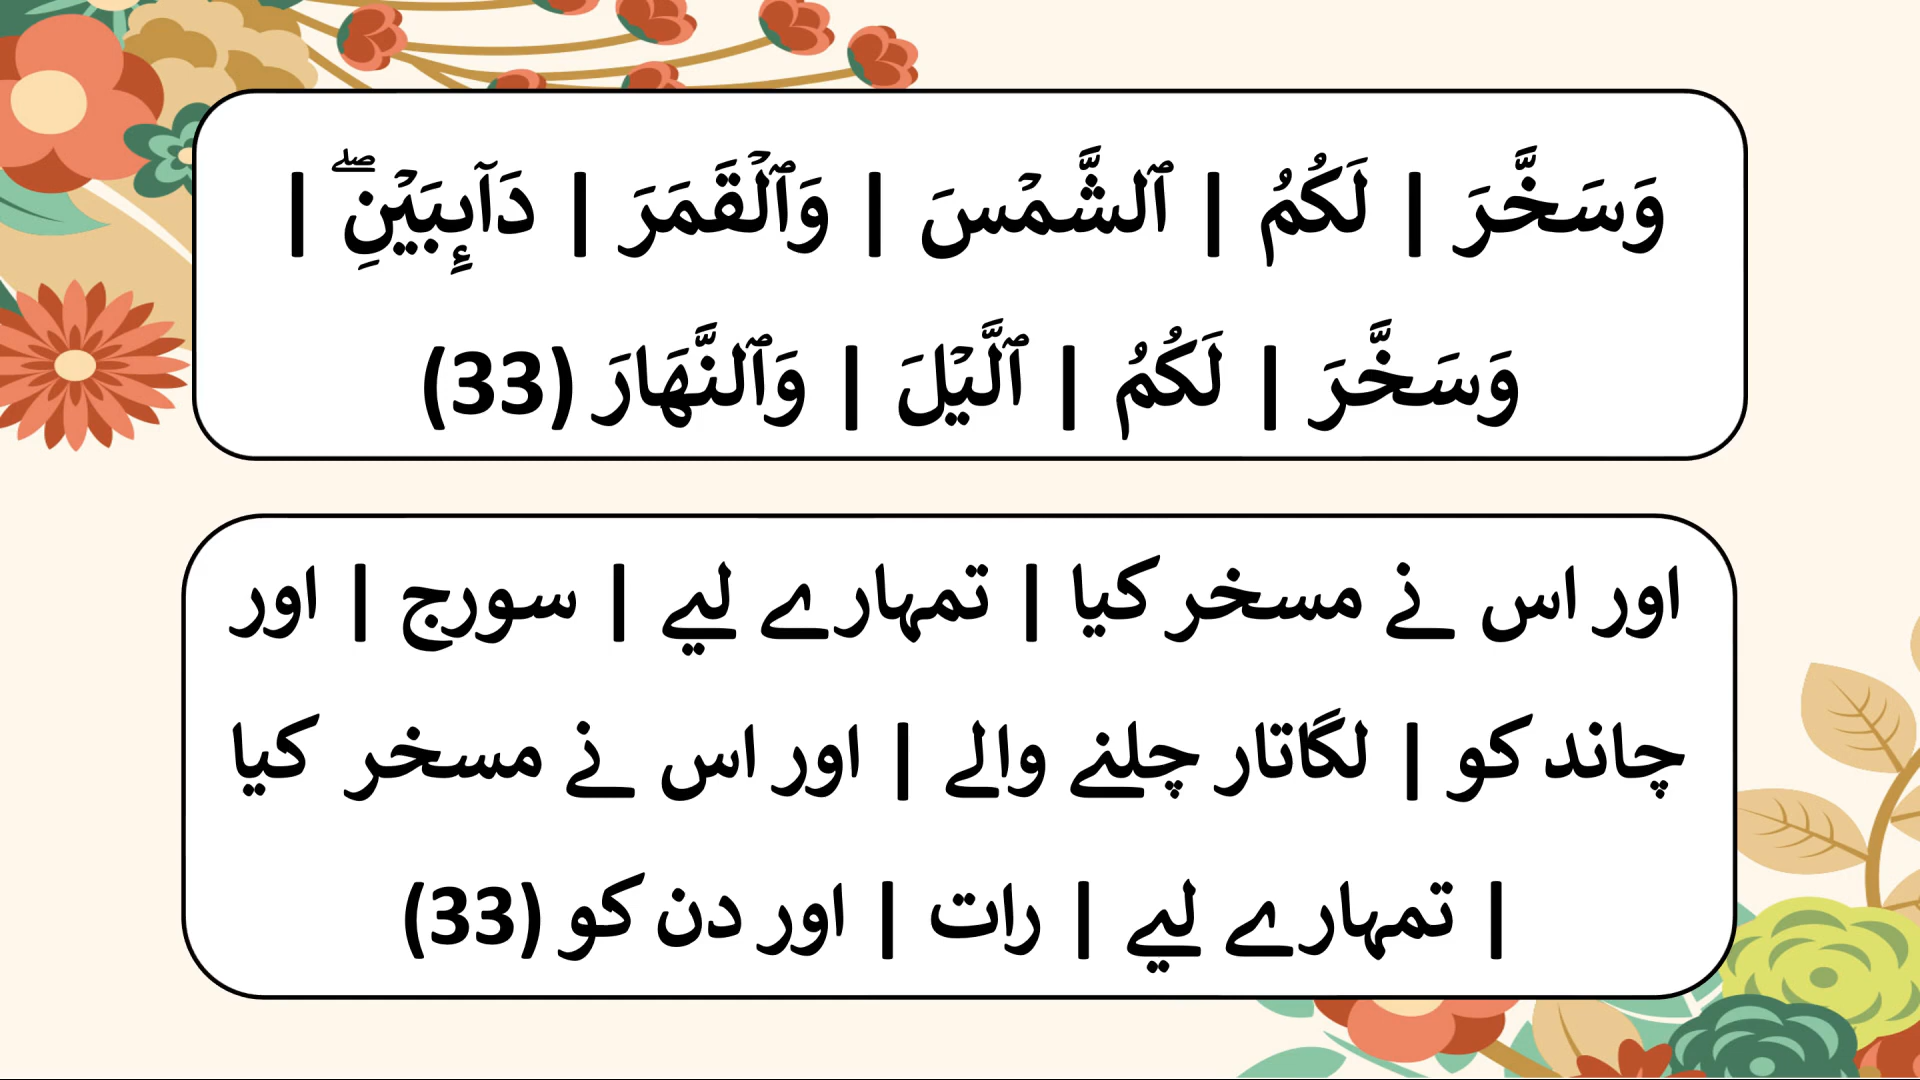 وَسَخَّرَ | لَكُمُ | ٱلشَّمْسَ | وَٱلْقَمَرَ | دَآىِٕبَيْنِۖ |
وَسَخَّرَ | لَكُمُ | ٱلَّيْلَ | وَٱلنَّهَارَ (33)
اور اس نے مسخر کیا | تمہارے لیے | سورج | اور
چاند کو | لگاتار چلنے والے | اور اس نے مسخر کیا
| تمہارے لیے | رات | اور دن کو (33)